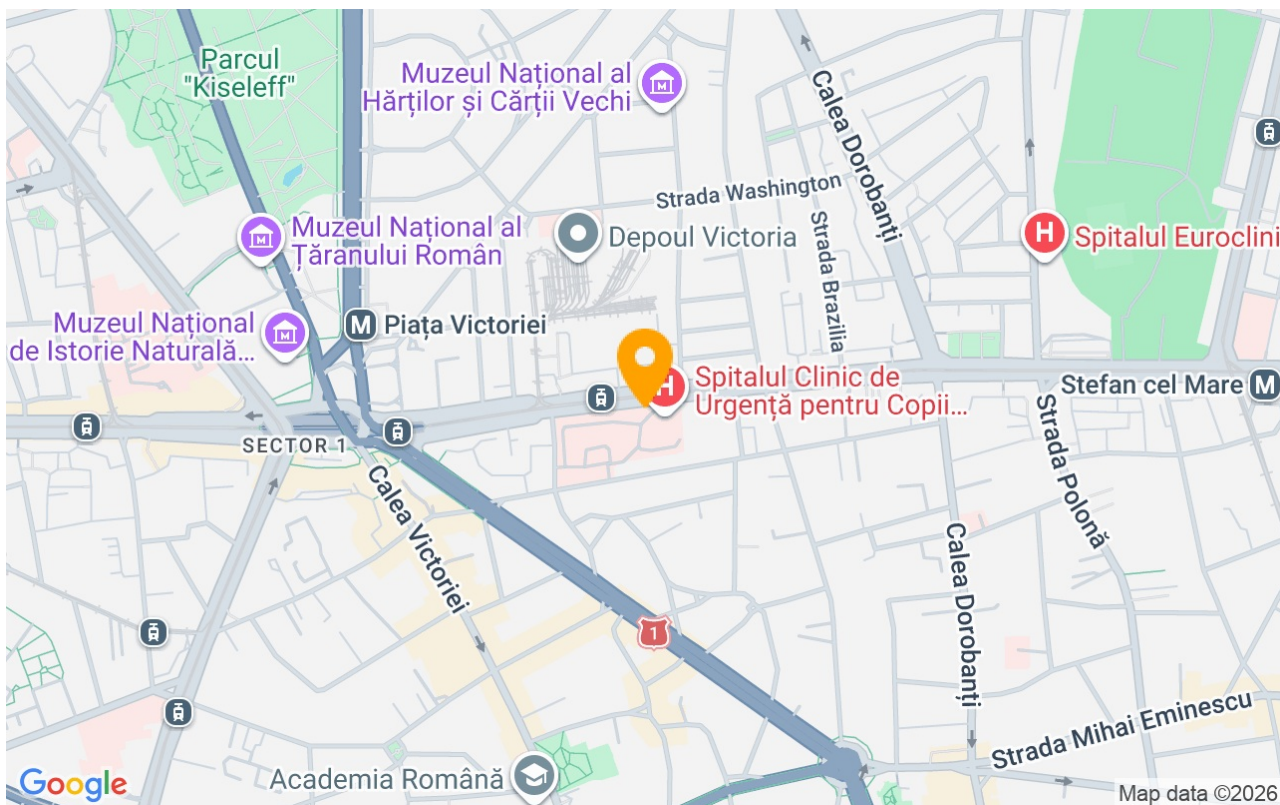 Parcul
"Kiseleff"
Muzeul Național al
Hărților și Cărții Vechi
Calea Dorobanți
Strada Washington
Muzeul Național al
Țăranului Român
Depoul Victoria
Strada Brazilia
H
Spitalul Euroclini
Muzeul Național
de Istorie Naturală...
M
Piața Victoriei
H
Spitalul Clinic de
Urgență pentru Copii...
Stefan cel Mare
M
SECTOR 1
Strada Polonă
Calea Victoriei
Calea Dorobanți
1
Strada Mihai Eminescu
Academia Română
Google
Map data ©2026